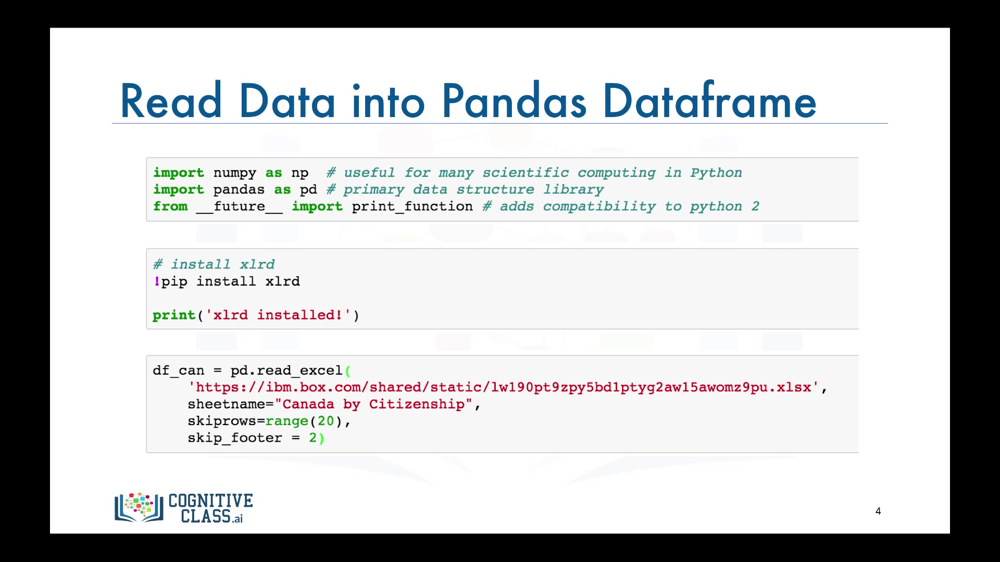 Read Data into Pandas Dataframe
import numpy as np  # useful for many scientific computing in Python
import pandas as pd # primary data structure library
from __future__ import print_function # adds compatibility to python 2
# install xlrd
!pip install xlrd
print('xlrd installed!')
df_can = pd.read_excel(
    'https://ibm.box.com/shared/static/lw190pt9zpy5bd1ptyg2aw15awomz9pu.xlsx',
    sheetname="Canada by Citizenship",
    skiprows=range(20),
    skip_footer = 2)
COGNITIVE
CLASS.ai
4